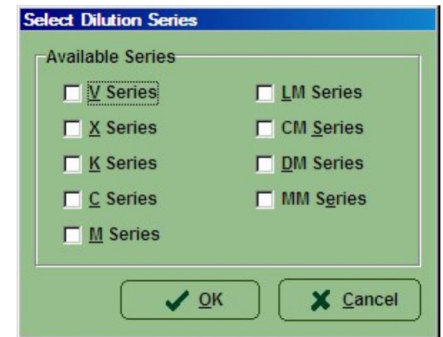 Select Dilution Series
Available Series
V Series
X Series
K Series
C Series
M Series
LM Series
CM Series
DM Series
MM Series
OK
Cancel